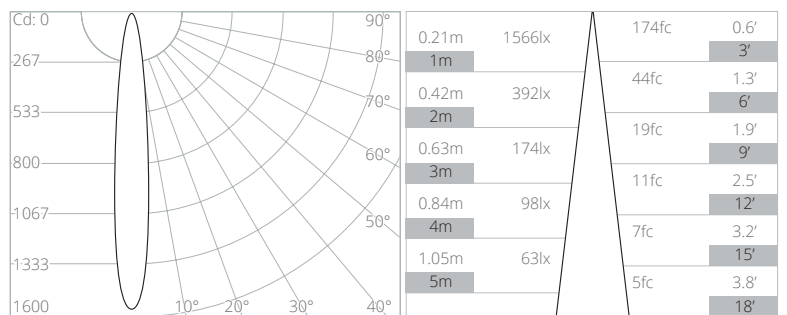 Cd: 0
267
533
800
1067
1333
1600
90°
80°
70°
60°
50°
40°
30°
20°
10°
0.21m 1566lx
1m
0.42m 392lx
2m
0.63m 174lx
3m
0.84m 98lx
4m
1.05m 63lx
5m
174fc 0.6'
3'
44fc 1.3'
6'
19fc 1.9'
9'
11fc 2.5'
12'
7fc 3.2'
15'
5fc 3.8'
18'